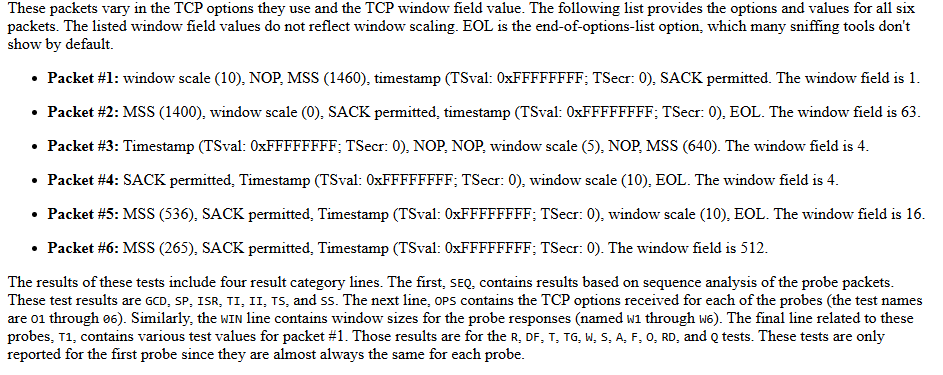 These packets vary in the TCP options they use and the TCP window field value. The following list provides the options and values for all six
packets. The listed window field values do not reflect window scaling. EOL is the end-of-options-list option, which many sniffing tools don't
show by default.
• Packet #1: window scale (10), NOP, MSS (1460), timestamp (TSval: 0xFFFFFFFF; TSecr: 0), SACK permitted. The window field is 1.
• Packet #2: MSS (1400), window scale (0), SACK permitted, timestamp (TSval: 0xFFFFFFFF; TSecr: 0), EOL. The window field is 63.
• Packet #3: Timestamp (TSval: 0xFFFFFFFF; TSecr: 0), NOP, NOP, window scale (5), NOP, MSS (640). The window field is 4.
• Packet #4: SACK permitted, Timestamp (TSval: 0xFFFFFFFF; TSecr: 0), window scale (10), EOL. The window field is 4.
• Packet #5: MSS (536), SACK permitted, Timestamp (TSval: 0xFFFFFFFF; TSecr: 0), window scale (10), EOL. The window field is 16.
• Packet #6: MSS (265), SACK permitted, Timestamp (TSval: 0xFFFFFFFF; TSecr: 0). The window field is 512.
The results of these tests include four result category lines. The first, SEQ, contains results based on sequence analysis of the probe packets.
These test results are GCD, SP, ISR, TI, II, TS, and SS. The next line, OPS contains the TCP options received for each of the probes (the test names
are O1 through O6). Similarly, the WIN line contains window sizes for the probe responses (named W1 through W6). The final line related to these
probes, T1, contains various test values for packet #1. Those results are for the R, DF, T, TG, W, S, A, F, O, RD, and Q tests. These tests are only
reported for the first probe since they are almost always the same for each probe.